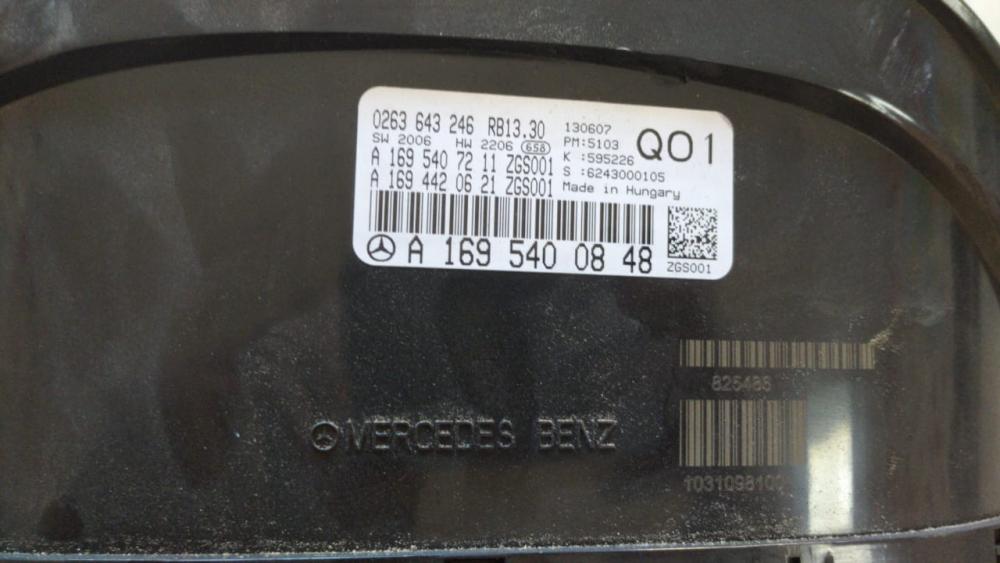 0263 643 246 RB13.30
SW 2006 HW 2206 658
A 169 540 72 11 ZGS001
A 169 442 06 21 ZGS001
130607
PM:5103
K :595226
S :6243000105
Made in Hungary
Q01
A 169 540 08 48
ZGS001
825486
MERCEDES BENZ